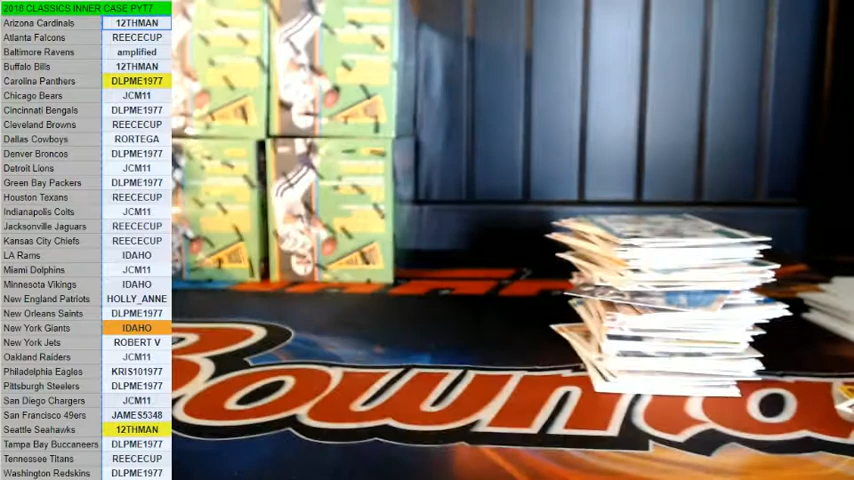 2018 CLASSICS INNER CASE PYT7
Arizona Cardinals 12THMAN
Atlanta Falcons REECECUP
Baltimore Ravens amplified
Buffalo Bills 12THMAN
Carolina Panthers DLPME1977
Chicago Bears JCM11
Cincinnati Bengals DLPME1977
Cleveland Browns REECECUP
Dallas Cowboys RORTEGA
Denver Broncos DLPME1977
Detroit Lions JCM11
Green Bay Packers DLPME1977
Houston Texans REECECUP
Indianapolis Colts JCM11
Jacksonville Jaguars REECECUP
Kansas City Chiefs REECECUP
LA Rams IDAHO
Miami Dolphins JCM11
Minnesota Vikings IDAHO
New England Patriots HOLLY_ANNE
New Orleans Saints DLPME1977
New York Giants IDAHO
New York Jets ROBERT V
Oakland Raiders JCM11
Philadelphia Eagles KRIS101977
Pittsburgh Steelers DLPME1977
San Diego Chargers JCM11
San Francisco 49ers JAMES5348
Seattle Seahawks 12THMAN
Tampa Bay Buccaneers DLPME1977
Tennessee Titans REECECUP
Washington Redskins DLPME1977